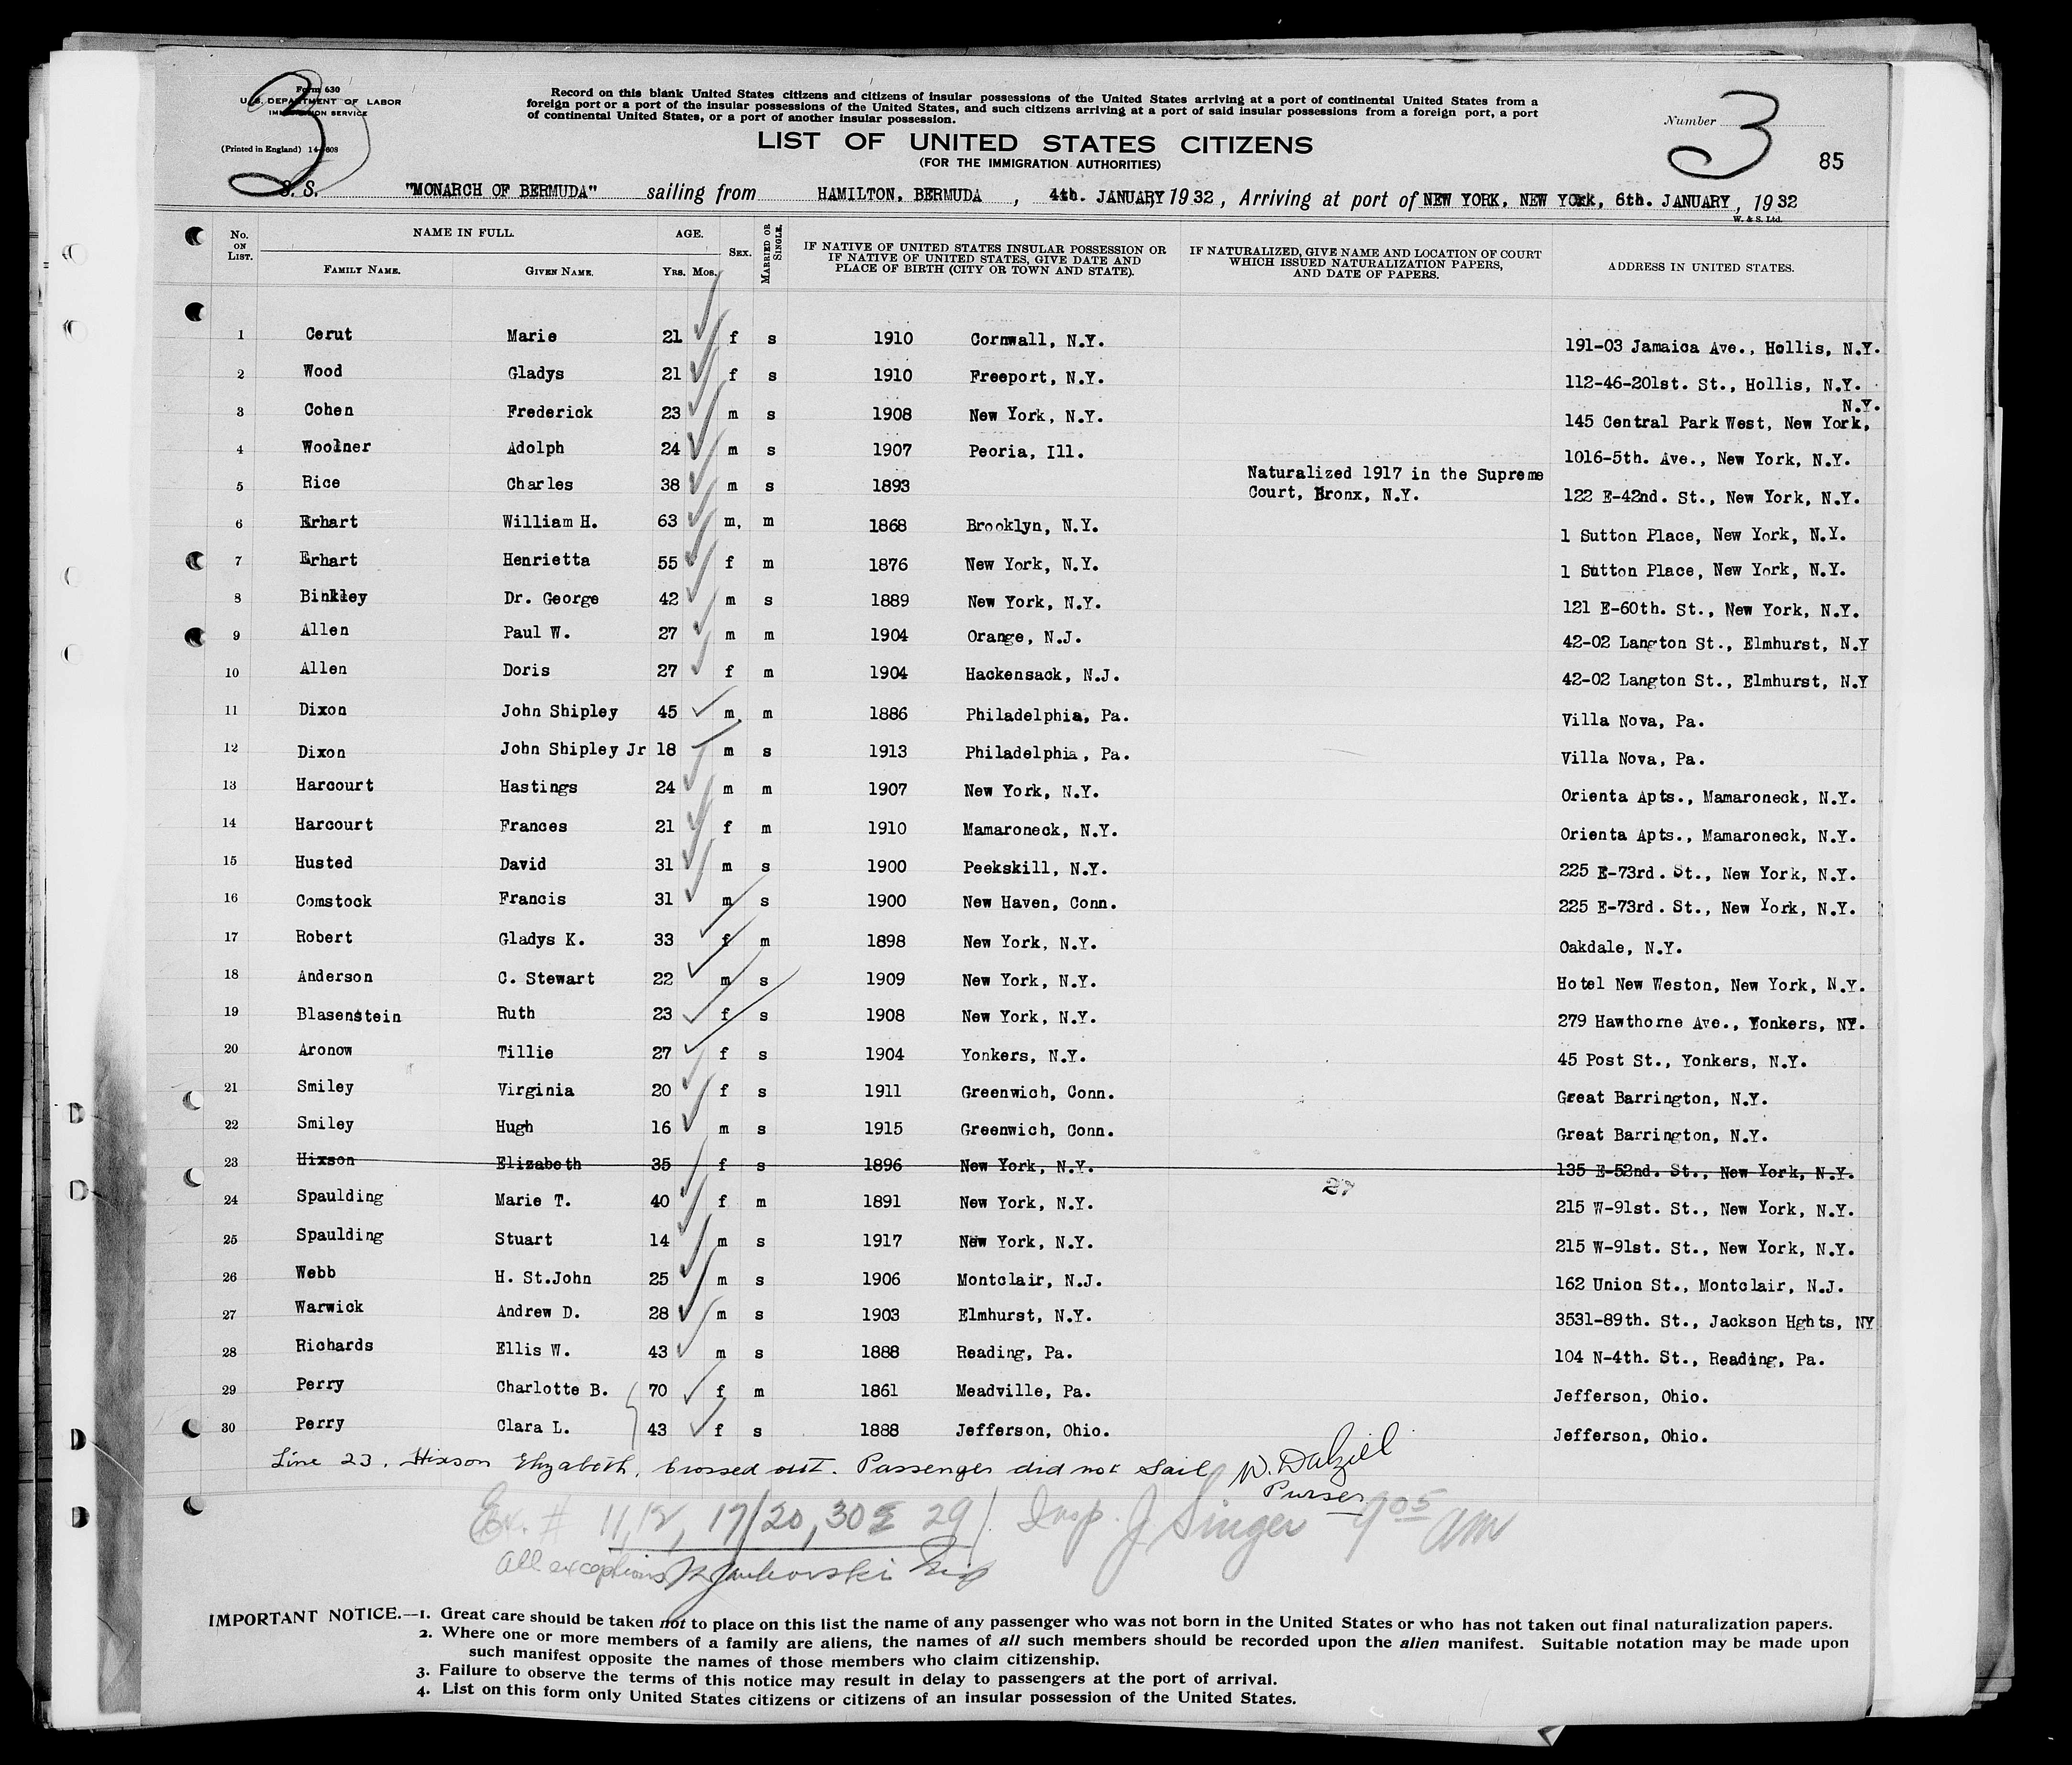 Form 630
U.S. DEPARTMENT OF LABOR
IMMIGRATION SERVICE
(Printed in England) 14-608
3
Record on this blank United States citizens and citizens of insular possessions of the United States arriving at a port of continental United States from a
foreign port or a port of the insular possessions of the United States, and such citizens arriving at a port of said insular possessions from a foreign port, a port
of continental United States, or a port of another insular possession.
LIST OF UNITED STATES CITIZENS
(FOR THE IMMIGRATION AUTHORITIES)
Number 3
85
S. S. "MONARCH OF BERMUDA" sailing from HAMILTON, BERMUDA, 4th. JANUARY 1932, Arriving at port of NEW YORK, NEW YORK, 6th. JANUARY, 1932
W. & S. Ltd.
No. ON LIST. NAME IN FULL. AGE. SEX. MARRIED OR SINGLE. IF NATIVE OF UNITED STATES INSULAR POSSESSION OR IF NATIVE OF UNITED STATES, GIVE DATE AND PLACE OF BIRTH (CITY OR TOWN AND STATE). IF NATURALIZED, GIVE NAME AND LOCATION OF COURT WHICH ISSUED NATURALIZATION PAPERS, AND DATE OF PAPERS. ADDRESS IN UNITED STATES.
FAMILY NAME. GIVEN NAME. YRS. MOS.
1 Cerut Marie 21 f s 1910 Cornwall, N.Y. 191-03 Jamaica Ave., Hollis, N.Y.
2 Wood Gladys 21 f s 1910 Freeport, N.Y. 112-46-201st. St., Hollis, N.Y.
3 Cohen Frederick 23 m s 1908 New York, N.Y. 145 Central Park West, New York, N.Y.
4 Woolner Adolph 24 m s 1907 Peoria, Ill. 1016-5th. Ave., New York, N.Y.
5 Rice Charles 38 m s 1893 Naturalized 1917 in the Supreme Court, Bronx, N.Y. 122 E-42nd. St., New York, N.Y.
6 Erhart William H. 63 m, m 1868 Brooklyn, N.Y. 1 Sutton Place, New York, N.Y.
7 Erhart Henrietta 55 f m 1876 New York, N.Y. 1 Sutton Place, New York, N.Y.
8 Binkley Dr. George 42 m s 1889 New York, N.Y. 121 E-60th. St., New York, N.Y.
9 Allen Paul W. 27 m m 1904 Orange, N.J. 42-02 Langton St., Elmhurst, N.Y
10 Allen Doris 27 f m 1904 Hackensack, N.J. 42-02 Langton St., Elmhurst, N.Y
11 Dixon John Shipley 45 m m 1886 Philadelphia, Pa. Villa Nova, Pa.
12 Dixon John Shipley Jr 18 m s 1913 Philadelphia, Pa. Villa Nova, Pa.
13 Harcourt Hastings 24 m m 1907 New York, N.Y. Orienta Apts., Mamaroneck, N.Y.
14 Harcourt Frances 21 f m 1910 Mamaroneck, N.Y. Orienta Apts., Mamaroneck, N.Y.
15 Husted David 31 m s 1900 Peekskill, N.Y. 225 E-73rd. St., New York, N.Y.
16 Comstock Francis 31 m s 1900 New Haven, Conn. 225 E-73rd. St., New York, N.Y.
17 Robert Gladys K. 33 f m 1898 New York, N.Y. Oakdale, N.Y.
18 Anderson C. Stewart 22 m s 1909 New York, N.Y. Hotel New Weston, New York, N.Y.
19 Blasenstein Ruth 23 f s 1908 New York, N.Y. 279 Hawthorne Ave., Yonkers, NY.
20 Aronow Tillie 27 f s 1904 Yonkers, N.Y. 45 Post St., Yonkers, N.Y.
21 Smiley Virginia 20 f s 1911 Greenwich, Conn. Great Barrington, N.Y.
22 Smiley Hugh 16 m s 1915 Greenwich, Conn. Great Barrington, N.Y.
23 Hixson Elizabeth 35 f s 1896 New York, N.Y. 135 E-52nd. St., New York, N.Y.
27
24 Spaulding Marie T. 40 f m 1891 New York, N.Y. 215 W-91st. St., New York, N.Y.
25 Spaulding Stuart 14 m s 1917 New York, N.Y. 215 W-91st. St., New York, N.Y.
26 Webb H. St.John 25 m s 1906 Montclair, N.J. 162 Union St., Montclair, N.J.
27 Warwick Andrew D. 28 m s 1903 Elmhurst, N.Y. 3531-89th. St., Jackson Hghts, NY
28 Richards Ellis W. 43 m s 1888 Reading, Pa. 104 N-4th. St., Reading, Pa.
29 Perry Charlotte B. 70 f m 1861 Meadville, Pa. Jefferson, Ohio.
30 Perry Clara L. 43 f s 1888 Jefferson, Ohio. Jefferson, Ohio.
Line 23. Hixson Elizabeth. Crossed out. Passenger did not Sail W. Dalziel
Purser
Ex. # 11, 12, 17/20, 30 & 29 / Insp. J Singer 9 05 am
All exceptions
IMPORTANT NOTICE.—1. Great care should be taken not to place on this list the name of any passenger who was not born in the United States or who has not taken out final naturalization papers.
2. Where one or more members of a family are aliens, the names of all such members should be recorded upon the alien manifest. Suitable notation may be made upon
such manifest opposite the names of those members who claim citizenship.
3. Failure to observe the terms of this notice may result in delay to passengers at the port of arrival.
4. List on this form only United States citizens or citizens of an insular possession of the United States.